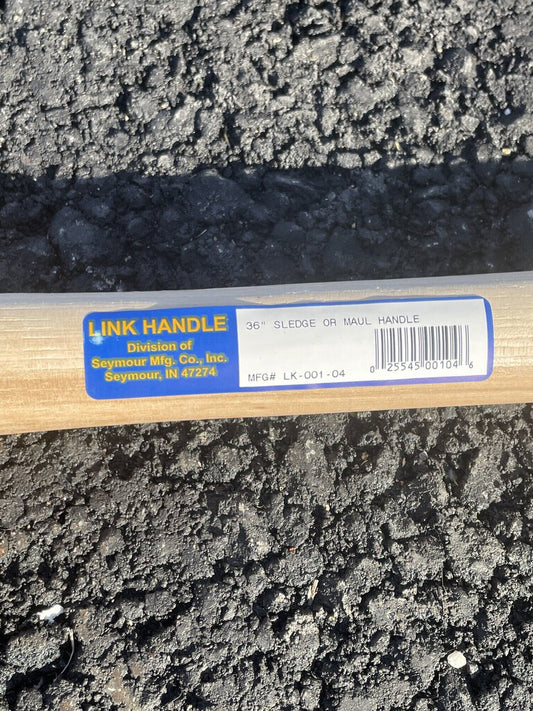 LINK HANDLE
Division of
Seymour Mfg. Co., Inc.
Seymour, IN 47274
36" SLEDGE OR MAUL HANDLE
MFG# LK-001-04
0 25545 00104 6